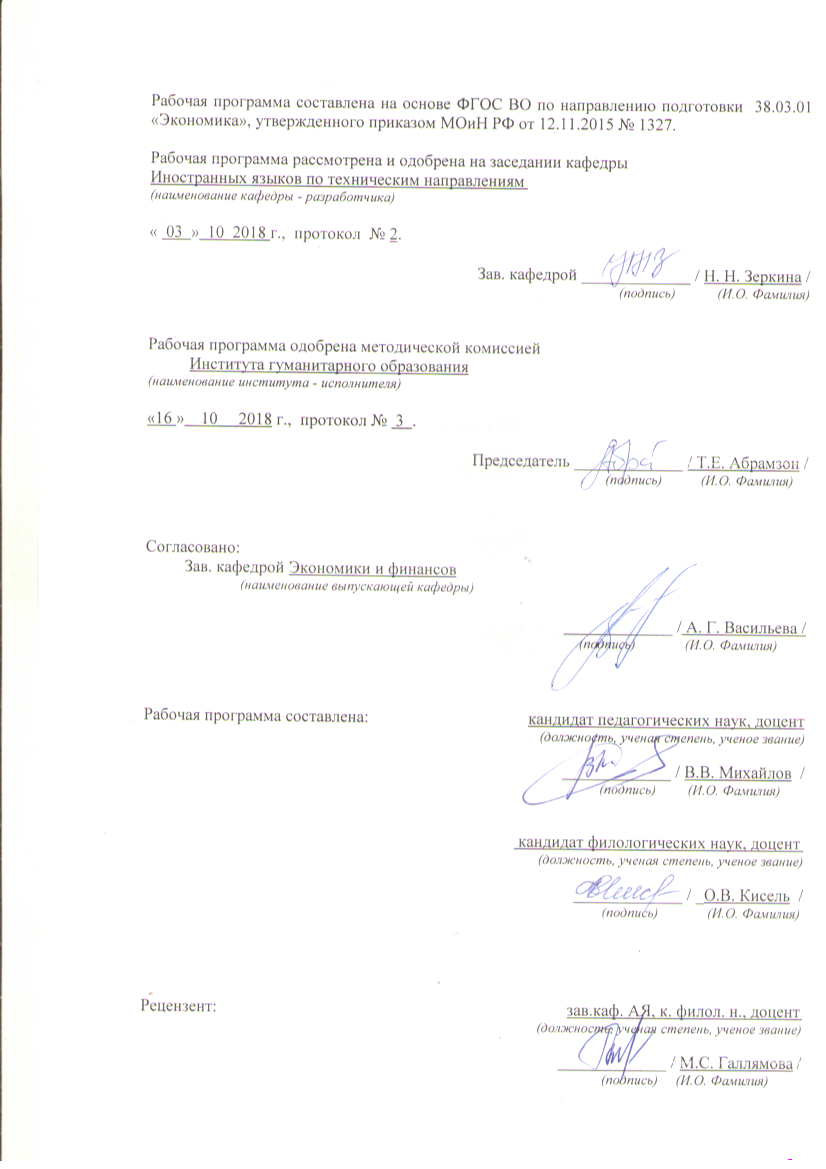 Рабочая программа составлена на основе ФГОС ВО по направлению подготовки 38.03.01
«Экономика», утвержденного приказом МОиН РФ от 12.11.2015 № 1327.
Рабочая программа рассмотрена и одобрена на заседании кафедры
Иностранных языков по техническим направлениям
(наименование кафедры - разработчика)
« 03 » 10 2018 г., протокол № 2.
Зав. кафедрой ____________ / Н. Н. Зеркина /
(подпись) (И.О. Фамилия)
Рабочая программа одобрена методической комиссией
Института гуманитарного образования
(наименование института - исполнителя)
«16 » 10 2018 г., протокол № 3 .
Председатель ____________ / Т.Е. Абрамзон /
(подпись) (И.О. Фамилия)
Согласовано:
Зав. кафедрой Экономики и финансов
(наименование выпускающей кафедры)
____________ / А. Г. Васильева /
(подпись) (И.О. Фамилия)
Рабочая программа составлена: кандидат педагогических наук, доцент
(должность, ученая степень, ученое звание)
____________ / В.В. Михайлов /
(подпись) (И.О. Фамилия)
кандидат филологических наук, доцент
(должность, ученая степень, ученое звание)
____________ / О.В. Кисель /
(подпись) (И.О. Фамилия)
Рецензент: зав.каф. АЯ, к. филол. н., доцент
(должность, ученая степень, ученое звание)
____________ / М.С. Галлямова /
(подпись) (И.О. Фамилия)